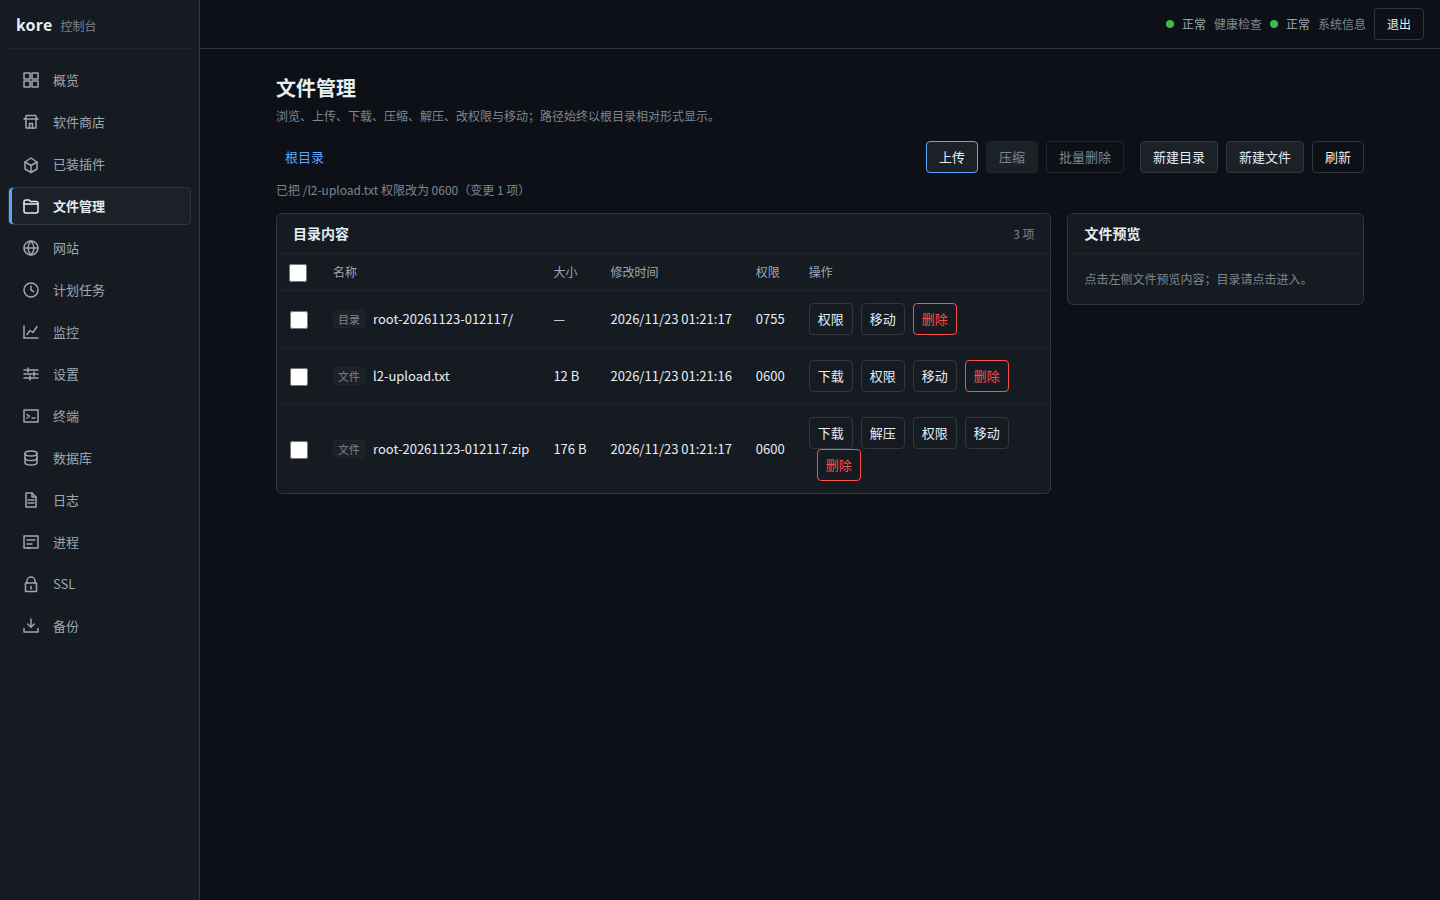 kore 控制台
正常 健康检查 正常 系统信息 退出
概览
软件商店
已装插件
文件管理
网站
计划任务
监控
设置
终端
数据库
日志
进程
SSL
备份
文件管理
浏览、上传、下载、压缩、解压、改权限与移动；路径始终以根目录相对形式显示。
根目录 上传 压缩 批量删除 新建目录 新建文件 刷新
已把 /l2-upload.txt 权限改为 0600（变更 1 项）
目录内容 3 项
名称 大小 修改时间 权限 操作
目录 root-20261123-012117/ — 2026/11/23 01:21:17 0755 权限 移动 删除
文件 l2-upload.txt 12 B 2026/11/23 01:21:16 0600 下载 权限 移动 删除
文件 root-20261123-012117.zip 176 B 2026/11/23 01:21:17 0600 下载 解压 权限 移动
删除
文件预览
点击左侧文件预览内容；目录请点击进入。